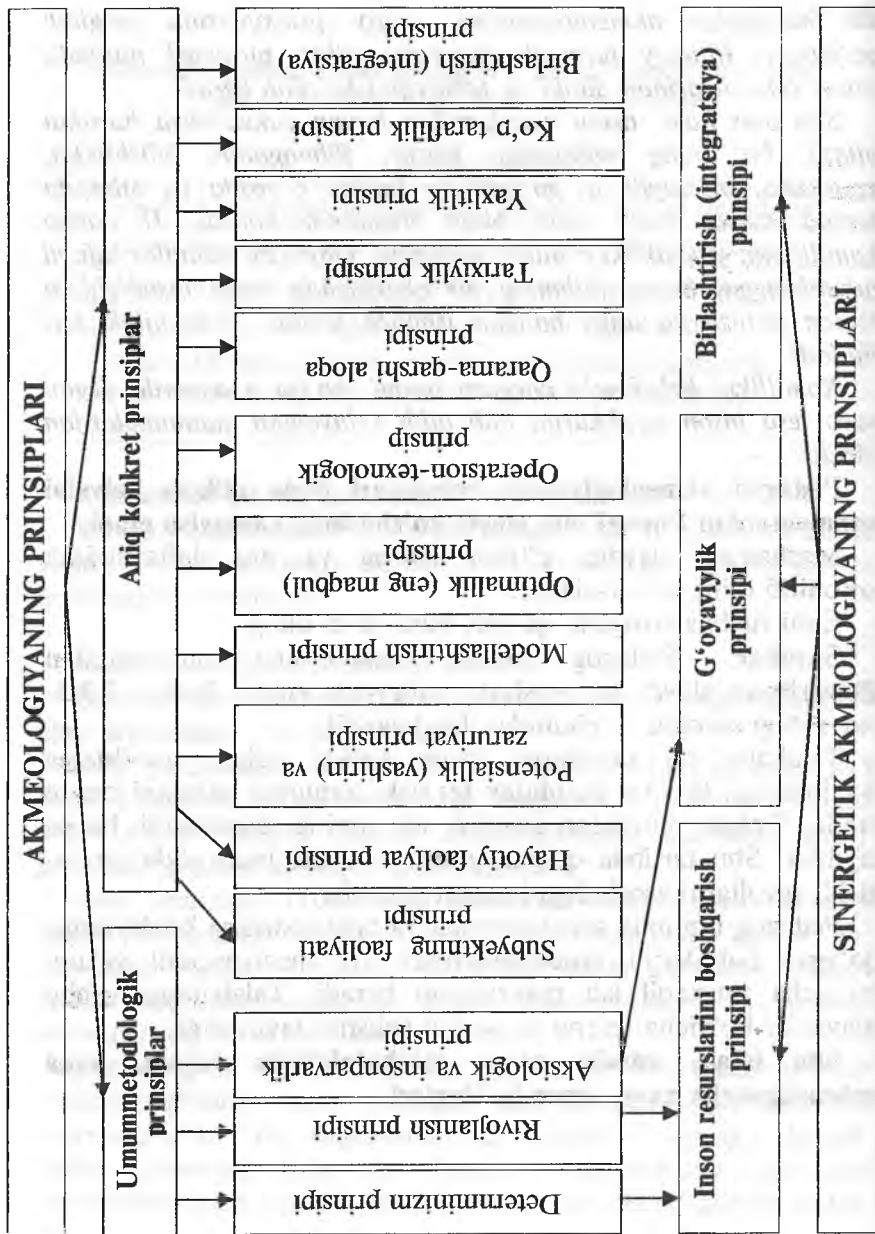 AKMEOLOGIYANING PRINSIPLARI
Umummetodologik
prinsiplar
Aniq konkret prinsiplar
Determinizm prinsipi
Rivojlanish prinsipi
Aksiologik va insonparvarlik
prinsipi
Subyektning faoliyati
prinsipi
Hayotiy faoliyat prinsipi
Potensiallik (yashirin) va
zaruriyat prinsipi
Modellashtirish prinsipi
Optimallik (eng maqbul)
prinsipi
Operatsion-texnologik
prinsip
Qarama-qarshi aloqa
prinsipi
Tarixiylik prinsipi
Yaxlitlik prunsipi
Ko'ptaraflik prinsipi
Birlashtirish (integratsiya)
prinsipi
Inson resurslarini boshqarish
prinsipi
G'oyaviylik
prinsipi
Birlashtirish (integratsiya)
prinsipi
SINERGETIK AKMEOLOGIYANING PRINSIPLARI